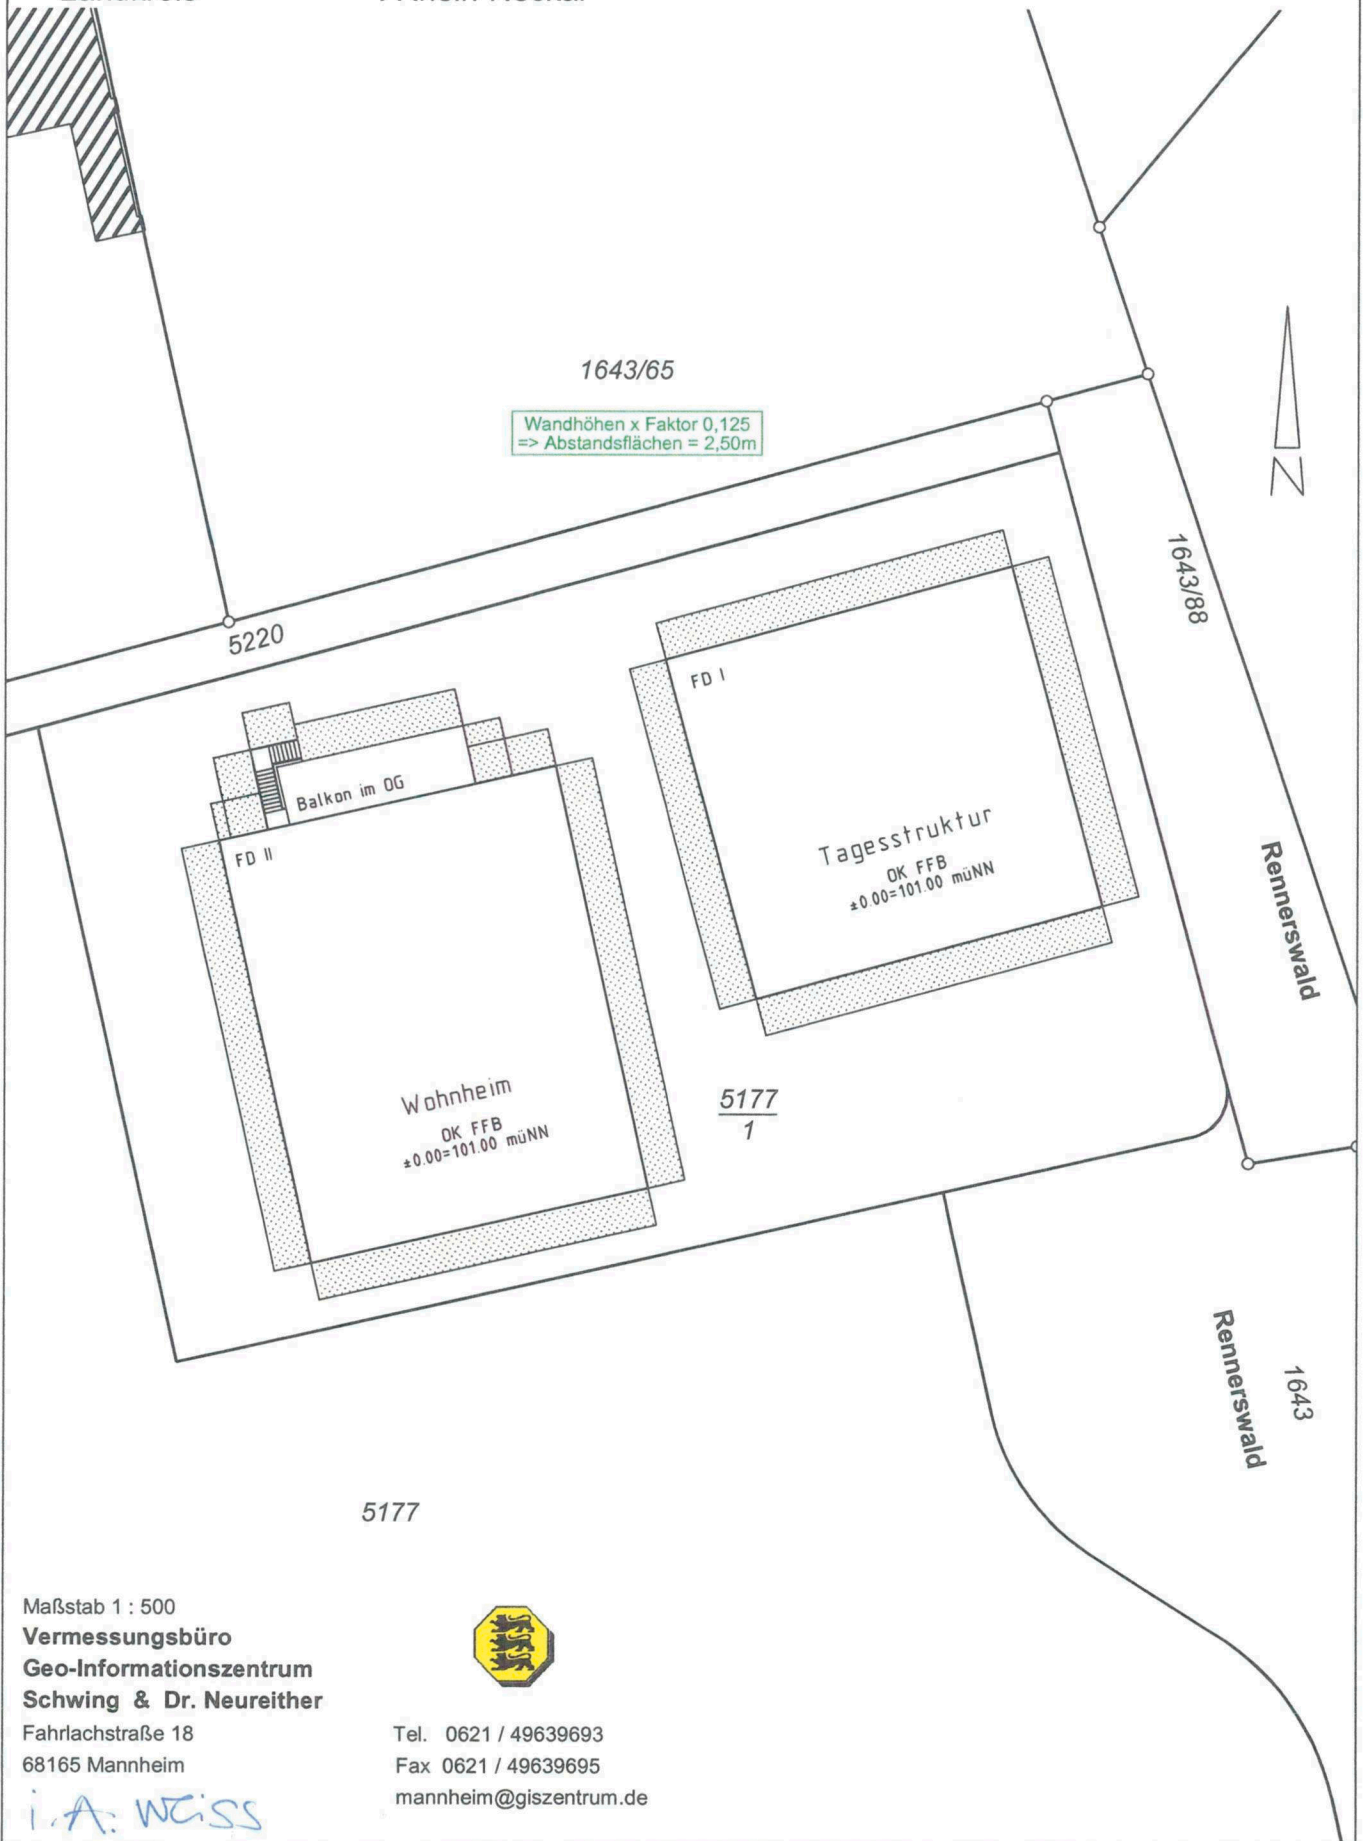 1643/65
Wandhöhen x Faktor 0,125
=> Abstandsflächen = 2,50m
N
1643/88
5220
FD I
Balkon im OG
FD II
Tagesstruktur
OK FFB
±0.00=101.00 müNN
Rennerswald
Wohnheim
OK FFB
±0.00=101.00 müNN
5177
1
Rennerswald
1643
5177
Maßstab 1 : 500
Vermessungsbüro
Geo-Informationszentrum
Schwing & Dr. Neureither
Fahrlachstraße 18
68165 Mannheim
Tel. 0621 / 49639693
Fax 0621 / 49639695
mannheim@giszentrum.de
i. A. Weiss